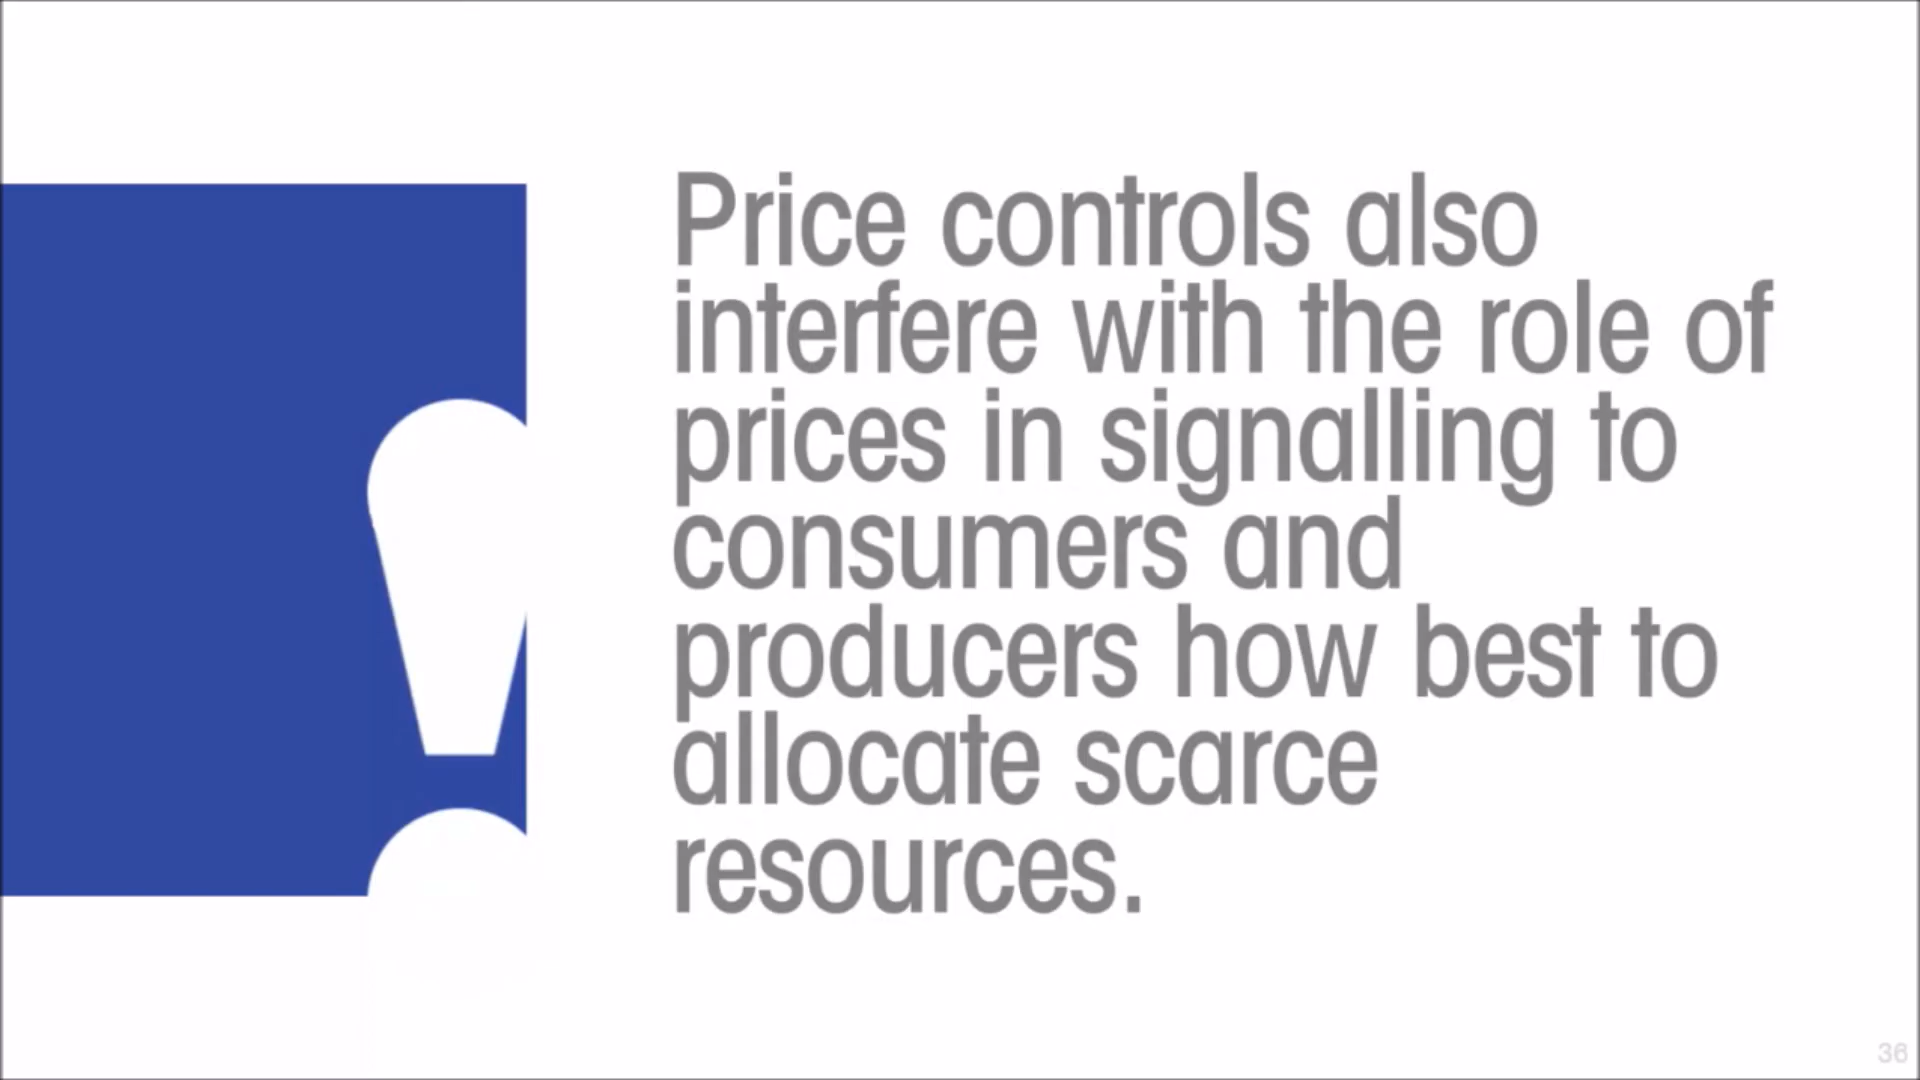 Price controls also
interfere with the role of
prices in signalling to
consumers and
producers how best to
allocate scarce
resources.
36